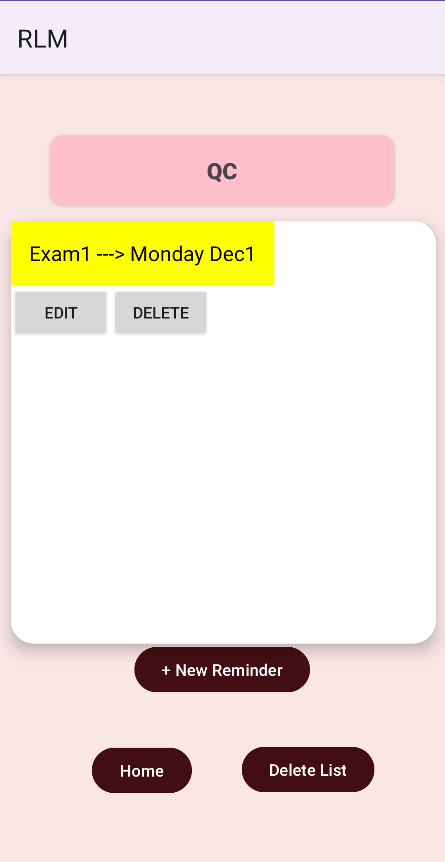 RLM
QC
Exam1 ---> Monday Dec1
EDIT DELETE
+ New Reminder
Home Delete List